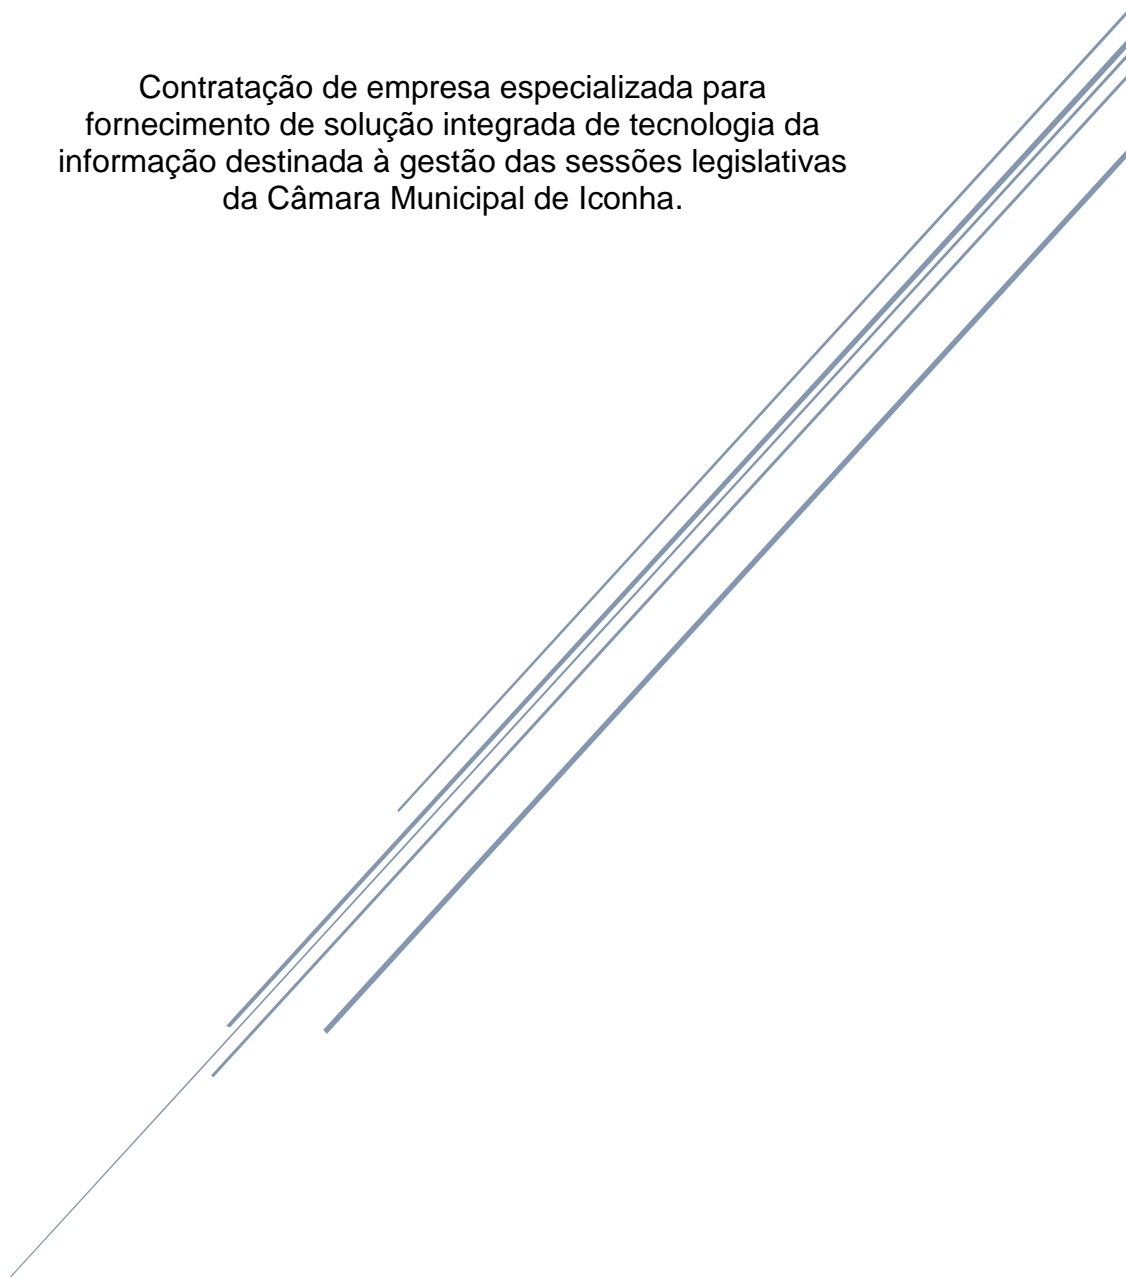 Contratação de empresa especializada para
fornecimento de solução integrada de tecnologia da
informação destinada à gestão das sessões legislativas
da Câmara Municipal de Iconha.